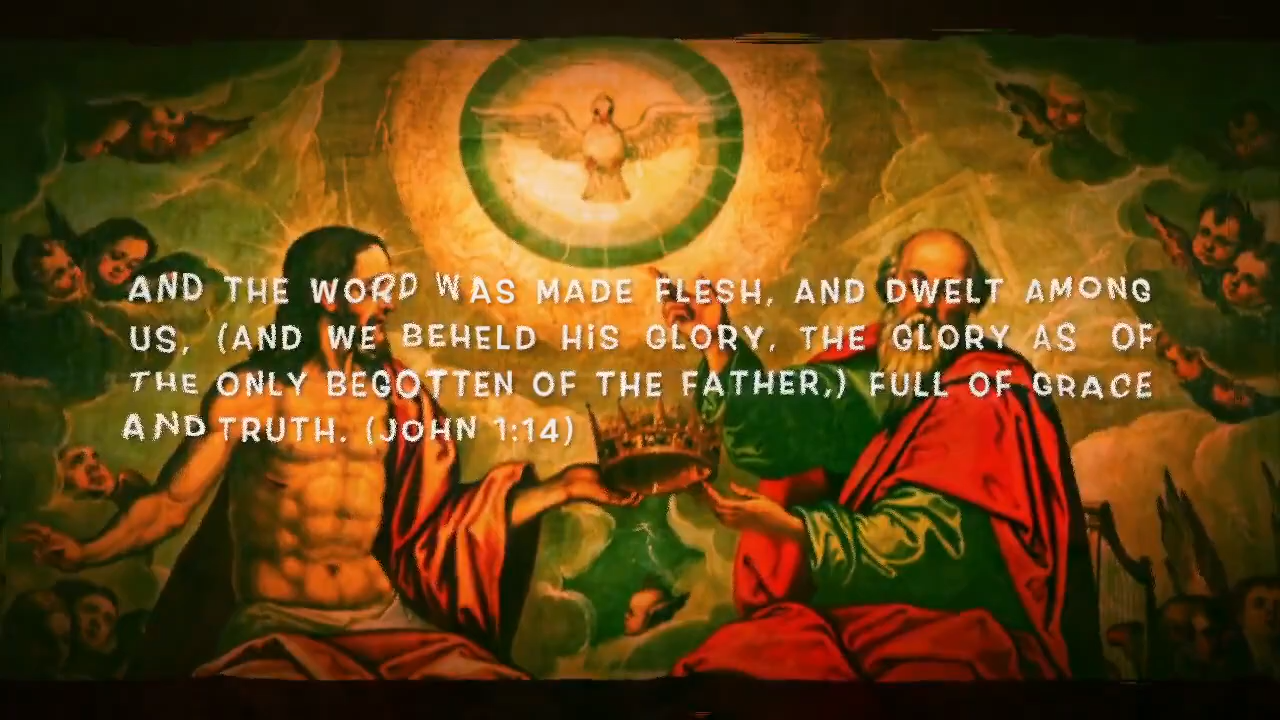 AND THE WORD WAS MADE FLESH, AND DWELT AMONG
US, (AND WE BEHELD HiS GLORY, THE GLORY AS OF
THE ONLY BEGOTTEN OF THE FATHER,) FULL OF GRACE
AND TRUTH. (JOHN 1:14)